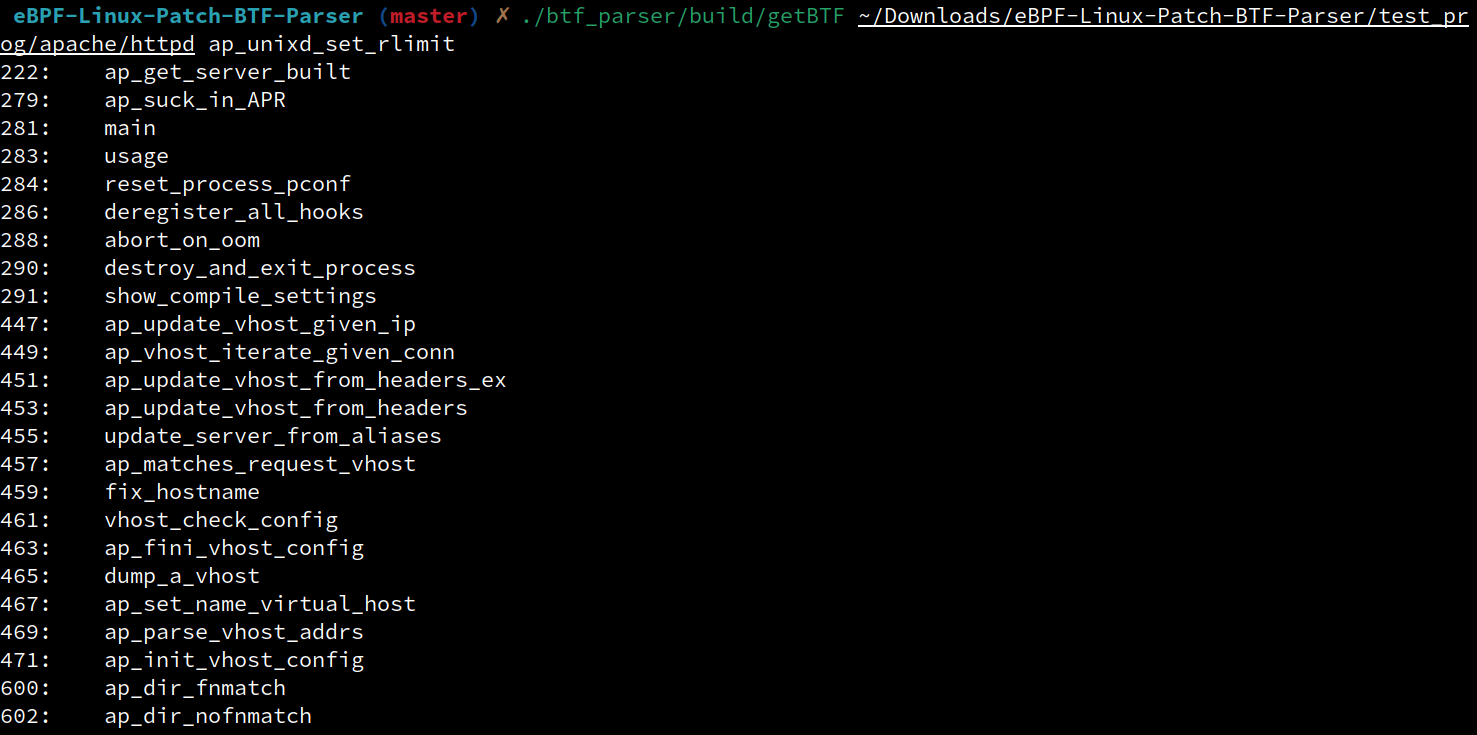 eBPF-Linux-Patch-BTF-Parser (master) ✗ ./btf_parser/build/getBTF ~/Downloads/eBPF-Linux-Patch-BTF-Parser/test_pr
og/apache/httpd ap_unixd_set_rlimit
222:    ap_get_server_built
279:    ap_suck_in_APR
281:    main
283:    usage
284:    reset_process_pconf
286:    deregister_all_hooks
288:    abort_on_oom
290:    destroy_and_exit_process
291:    show_compile_settings
447:    ap_update_vhost_given_ip
449:    ap_vhost_iterate_given_conn
451:    ap_update_vhost_from_headers_ex
453:    ap_update_vhost_from_headers
455:    update_server_from_aliases
457:    ap_matches_request_vhost
459:    fix_hostname
461:    vhost_check_config
463:    ap_fini_vhost_config
465:    dump_a_vhost
467:    ap_set_name_virtual_host
469:    ap_parse_vhost_addrs
471:    ap_init_vhost_config
600:    ap_dir_fnmatch
602:    ap_dir_nofnmatch